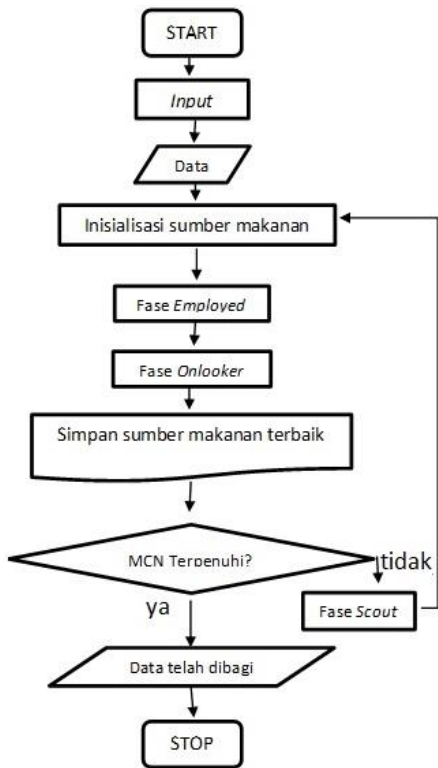 START
Input
Data
Inisialisasi sumber makanan
Fase Employed
Fase Onlooker
Simpan sumber makanan terbaik
MCN Terpenuhi?
tidak
ya
Fase Scout
Data telah dibagi
STOP